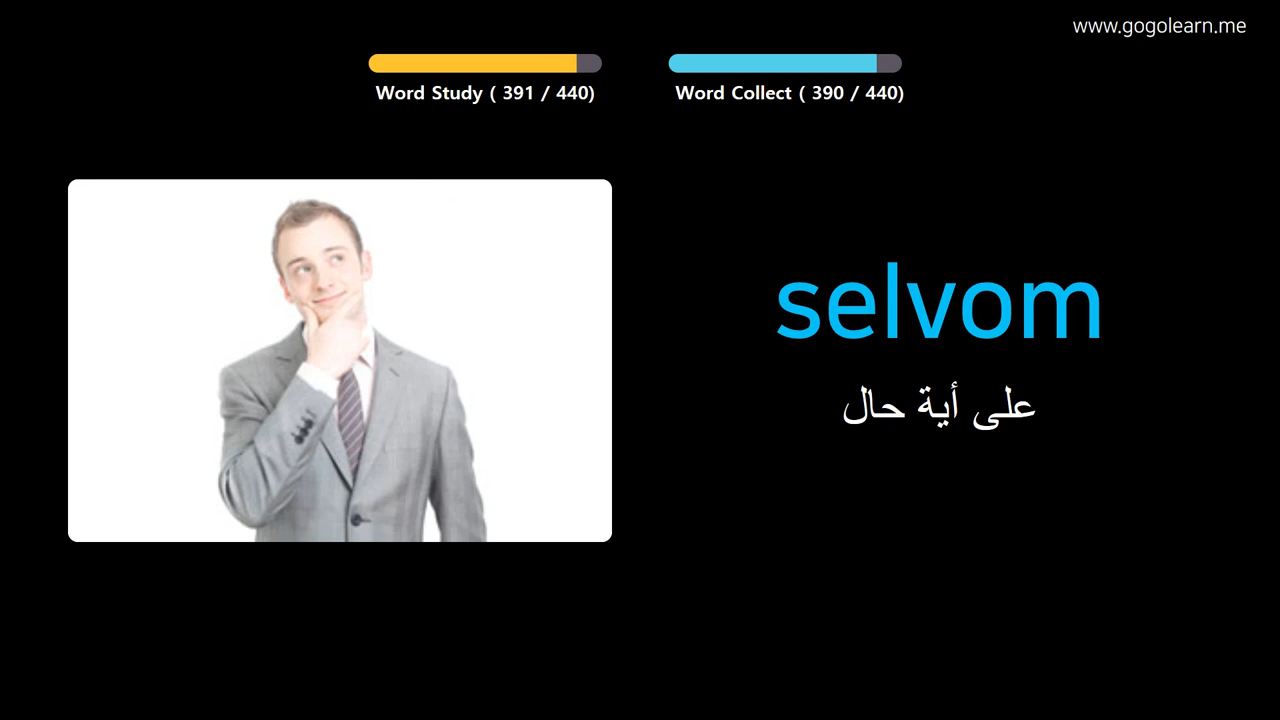 www.gogolearn.me
Word Study ( 391 / 440)
Word Collect ( 390 / 440)
selvom
على أية حال